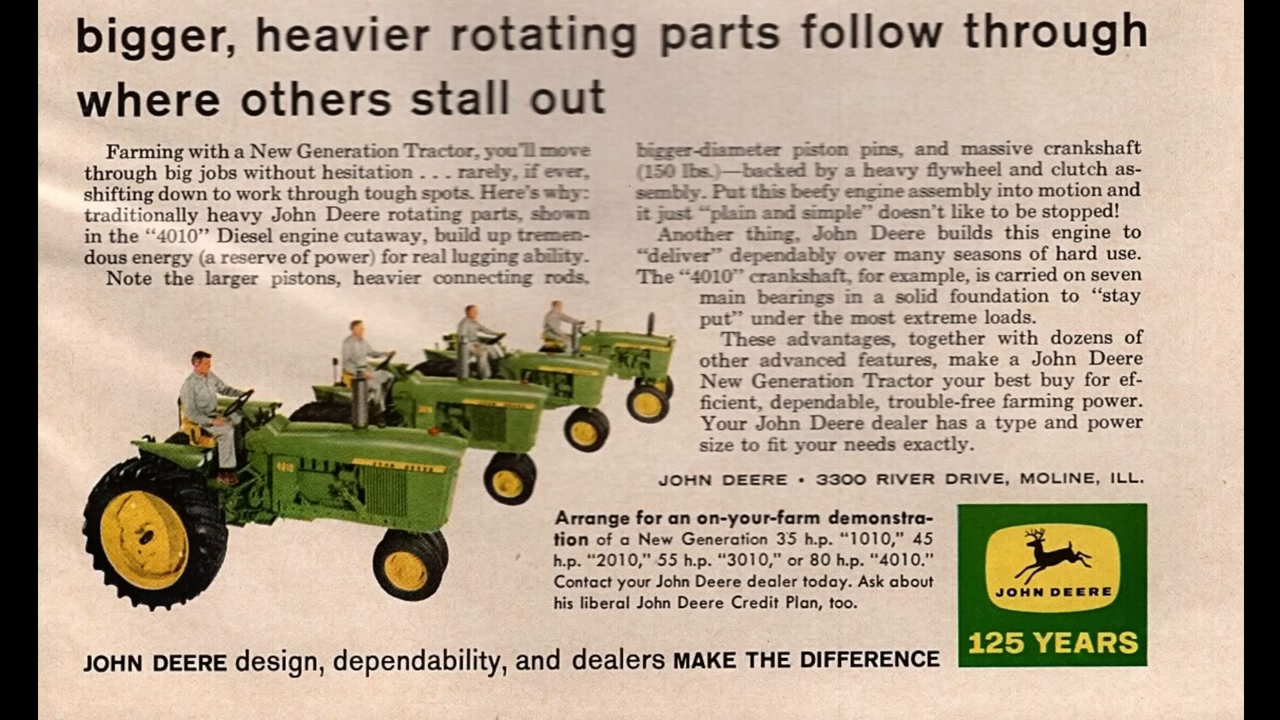 bigger, heavier rotating parts follow through
where others stall out
Farming with a New Generation Tractor, you'll move
through big jobs without hesitation . . . rarely, if ever,
shifting down to work through tough spots. Here's why:
traditionally heavy John Deere rotating parts, shown
in the "4010" Diesel engine cutaway, build up tremen-
dous energy (a reserve of power) for real lugging ability.
Note the larger pistons, heavier connecting rods,
bigger-diameter piston pins, and massive crankshaft
(150 lbs.)—backed by a heavy flywheel and clutch as-
sembly. Put this beefy engine assembly into motion and
it just "plain and simple" doesn't like to be stopped!
Another thing, John Deere builds this engine to
"deliver" dependably over many seasons of hard use.
The "4010" crankshaft, for example, is carried on seven
main bearings in a solid foundation to "stay
put" under the most extreme loads.
These advantages, together with dozens of
other advanced features, make a John Deere
New Generation Tractor your best buy for ef-
ficient, dependable, trouble-free farming power.
Your John Deere dealer has a type and power
size to fit your needs exactly.
JOHN DEERE • 3300 RIVER DRIVE, MOLINE, ILL.
4010
JOHN DEERE
Arrange for an on-your-farm demonstra-
tion of a New Generation 35 h.p. "1010," 45
h.p. "2010," 55 h.p. "3010," or 80 h.p. "4010."
Contact your John Deere dealer today. Ask about
his liberal John Deere Credit Plan, too.
JOHN DEERE
125 YEARS
JOHN DEERE design, dependability, and dealers MAKE THE DIFFERENCE